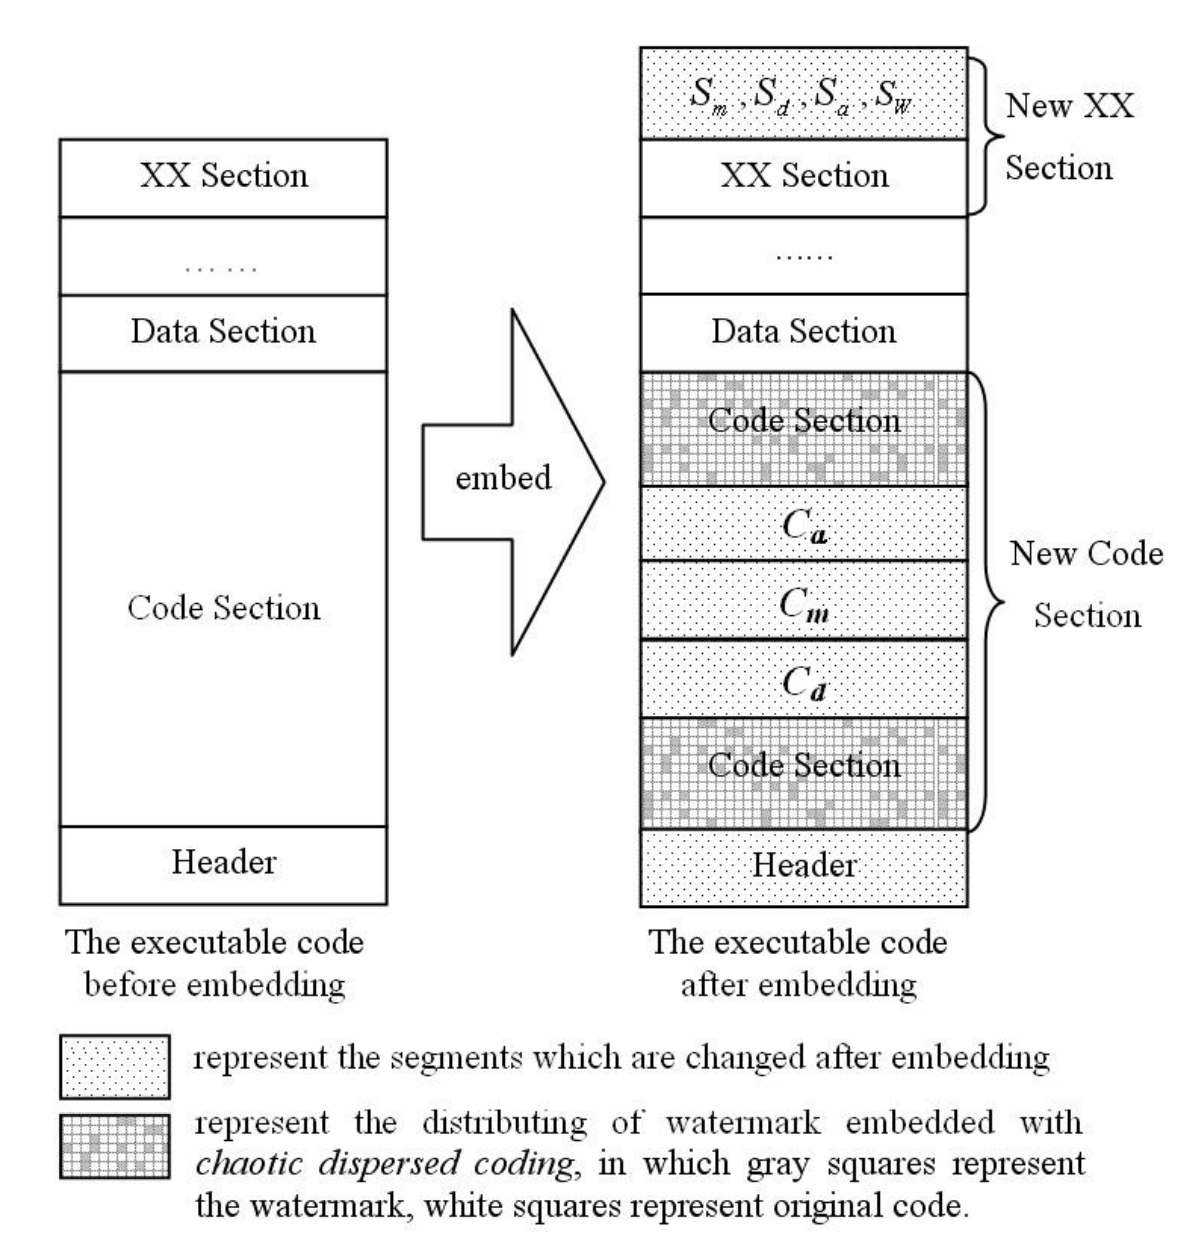 S_m , S_d , S_a , S_W
New XX
Section
XX Section
XX Section
... ...
......
Data Section
Data Section
Code Section
C_a
embed
New Code
Section
Code Section
C_m
C_d
Code Section
Header
Header
The executable code
before embedding
The executable code
after embedding
represent the segments which are changed after embedding
represent the distributing of watermark embedded with
chaotic dispersed coding, in which gray squares represent
the watermark, white squares represent original code.